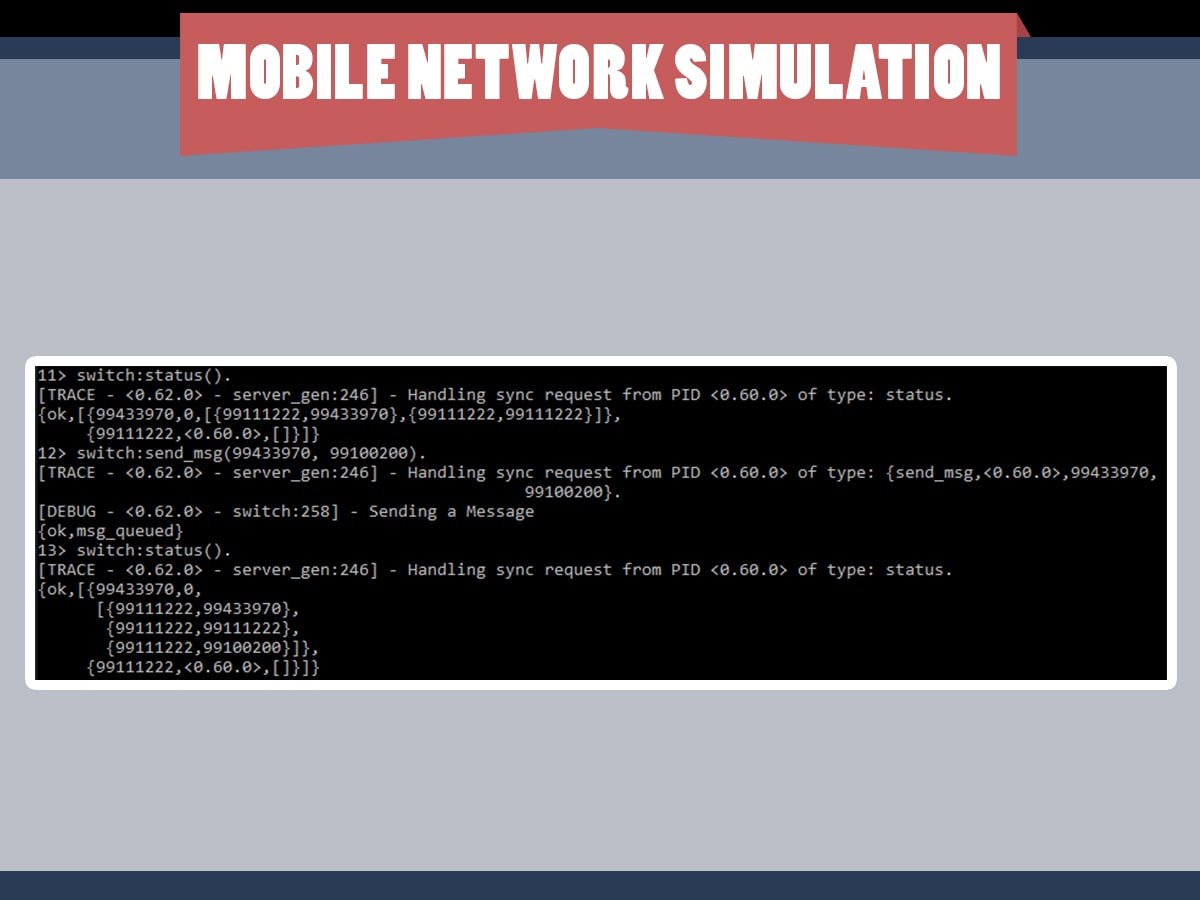 MOBILE NETWORK SIMULATION
11> switch:status().
[TRACE - <0.62.0> - server_gen:246] - Handling sync request from PID <0.60.0> of type: status.
{ok,[{99433970,0,[{99111222,99433970},{99111222,99111222}]},
     {99111222,<0.60.0>,[]}]}
12> switch:send_msg(99433970, 99100200).
[TRACE - <0.62.0> - server_gen:246] - Handling sync request from PID <0.60.0> of type: {send_msg,<0.60.0>,99433970,
                                                  99100200}.
[DEBUG - <0.62.0> - switch:258] - Sending a Message
{ok,msg_queued}
13> switch:status().
[TRACE - <0.62.0> - server_gen:246] - Handling sync request from PID <0.60.0> of type: status.
{ok,[{99433970,0,
      [{99111222,99433970},
       {99111222,99111222},
       {99111222,99100200}]},
     {99111222,<0.60.0>,[]}]}